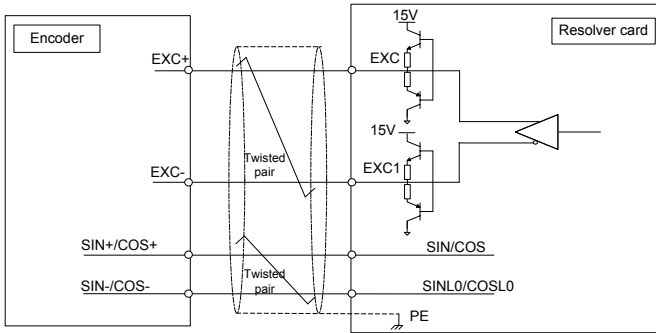 15V
Encoder
Resolver card
EXC+
EXC
15V
Twisted
pair
EXC1
EXC-
SIN+/COS+
SIN/COS
Twisted
pair
SIN-/COS-
SINL0/COSL0
PE